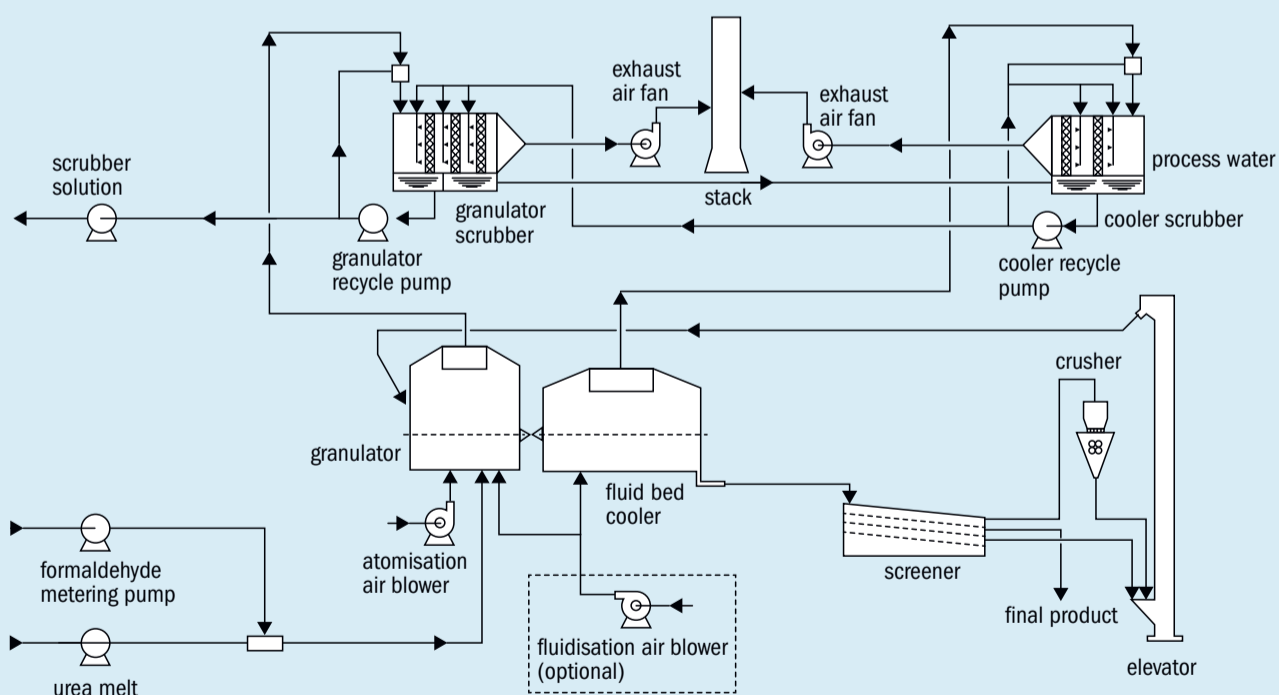 exhaust
air fan
exhaust
air fan
scrubber
solution
process water
stack
granulator
scrubber
cooler scrubber
granulator
recycle pump
cooler recycle
pump
crusher
granulator
fluid bed
cooler
atomisation
air blower
screener
formaldehyde
metering pump
final product
fluidisation air blower
(optional)
elevator
urea melt